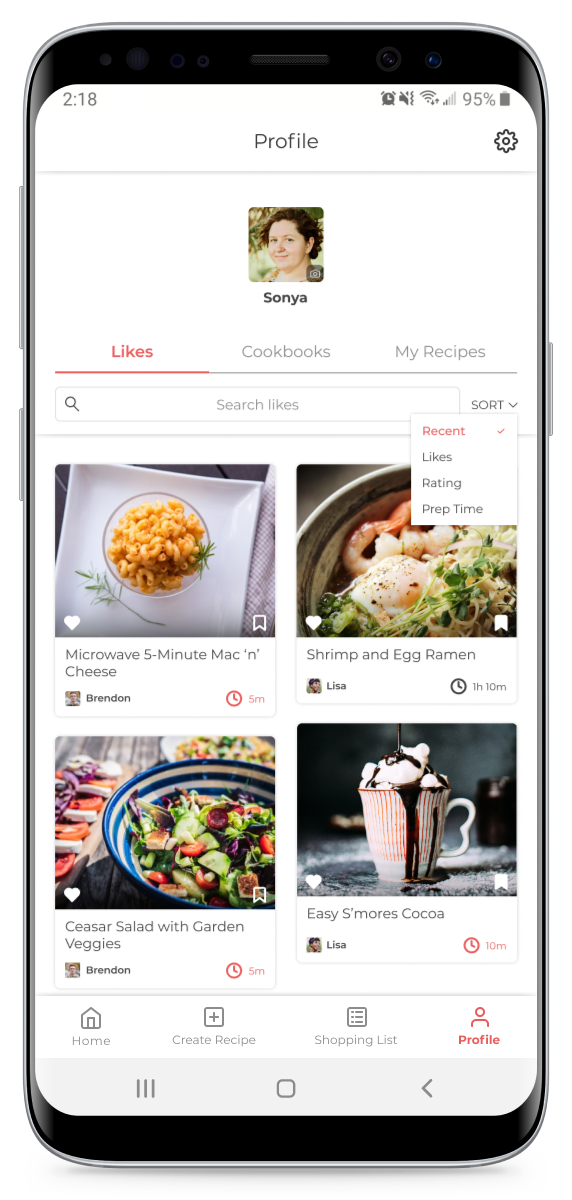 2:18
95%
Profile
Sonya
Likes
Cookbooks
My Recipes
Search likes
SORT
Recent
Likes
Rating
Prep Time
Microwave 5-Minute Mac ‘n’
Cheese
Brendon
5m
Shrimp and Egg Ramen
Lisa
1h 10m
Ceasar Salad with Garden
Veggies
Brendon
5m
Easy S’mores Cocoa
Lisa
10m
Home
Create Recipe
Shopping List
Profile